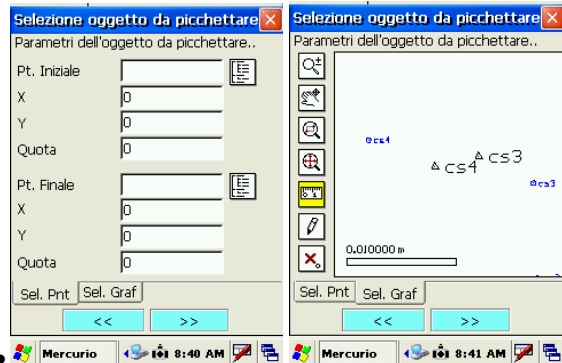 Selezione oggetto da picchettare
Parametri dell'oggetto da picchettare..
Pt. Iniziale
X 0
Y 0
Quota 0
Pt. Finale
X 0
Y 0
Quota 0
Sel. Pnt Sel. Graf
<< >>
Mercurio 8:40 AM
Selezione oggetto da picchettare
Parametri dell'oggetto da picchettare..
cs4
cs4 cs3
cs3
0.010000 m
Sel. Pnt Sel. Graf
<< >>
Mercurio 8:41 AM